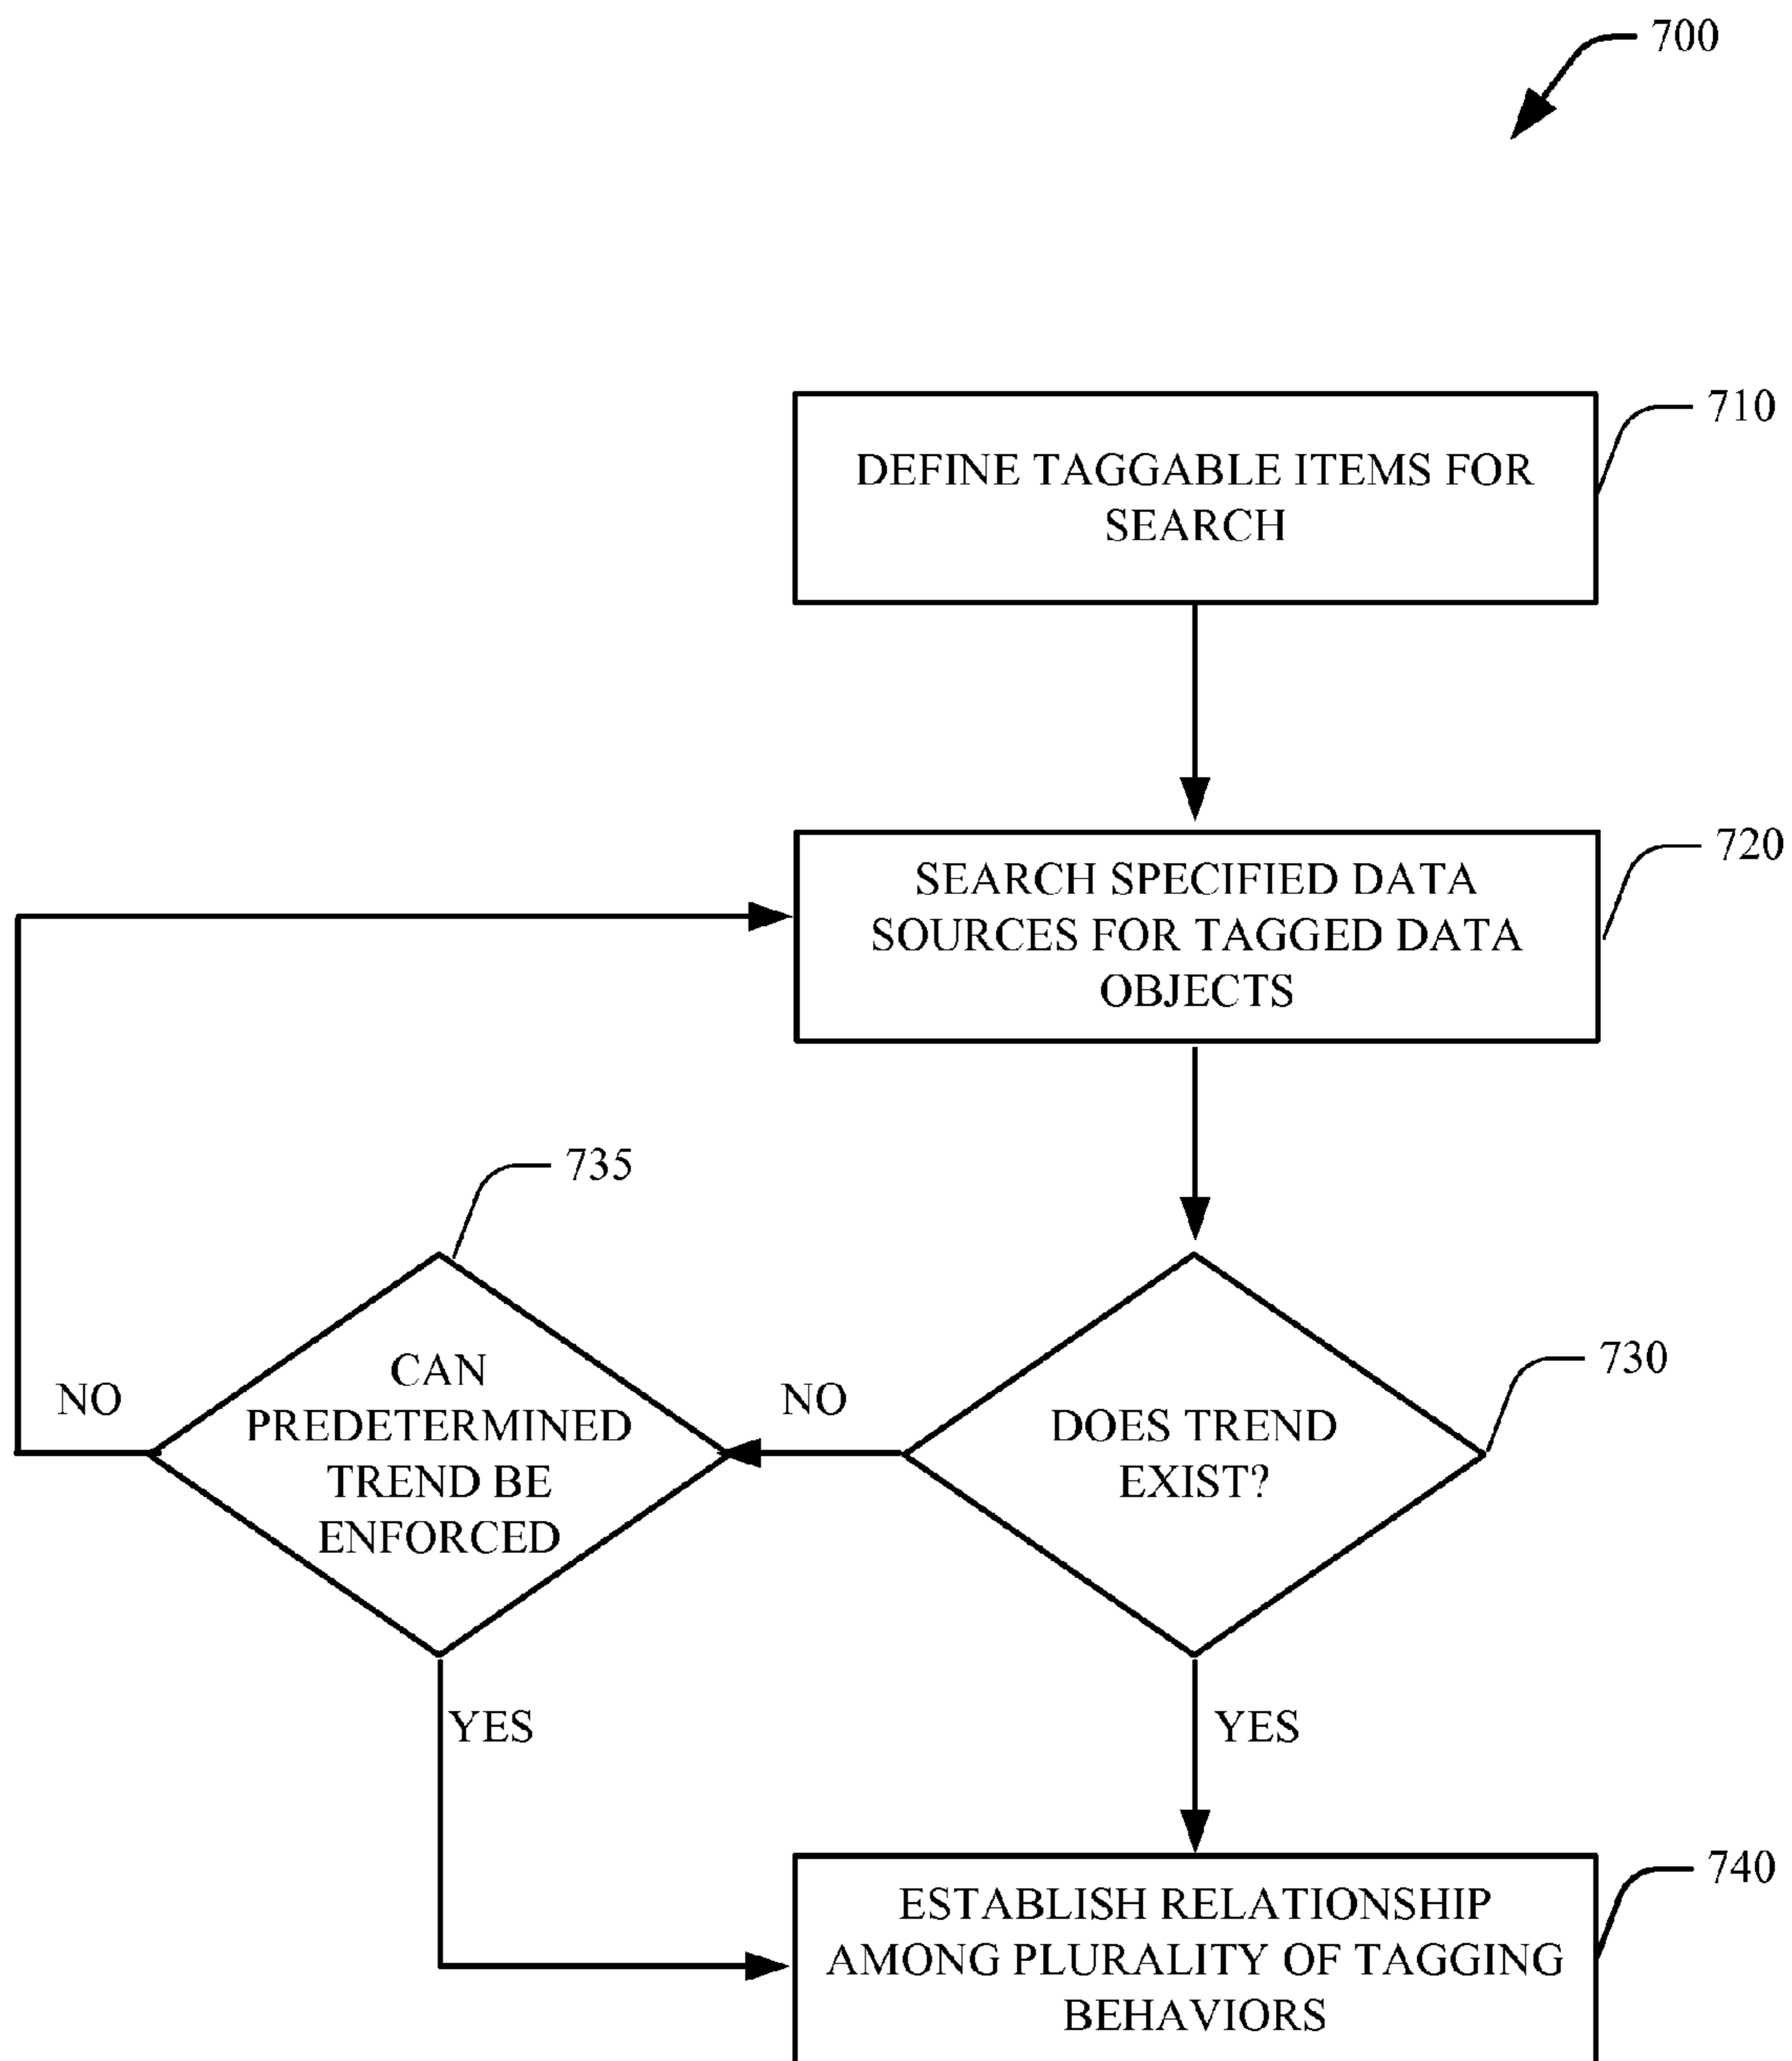 700
710
DEFINE TAGGABLE ITEMS FOR
SEARCH
720
SEARCH SPECIFIED DATA
SOURCES FOR TAGGED DATA
OBJECTS
735
730
CAN
PREDETERMINED
TREND BE
ENFORCED
NO
NO
DOES TREND
EXIST?
YES
YES
740
ESTABLISH RELATIONSHIP
AMONG PLURALITY OF TAGGING
BEHAVIORS